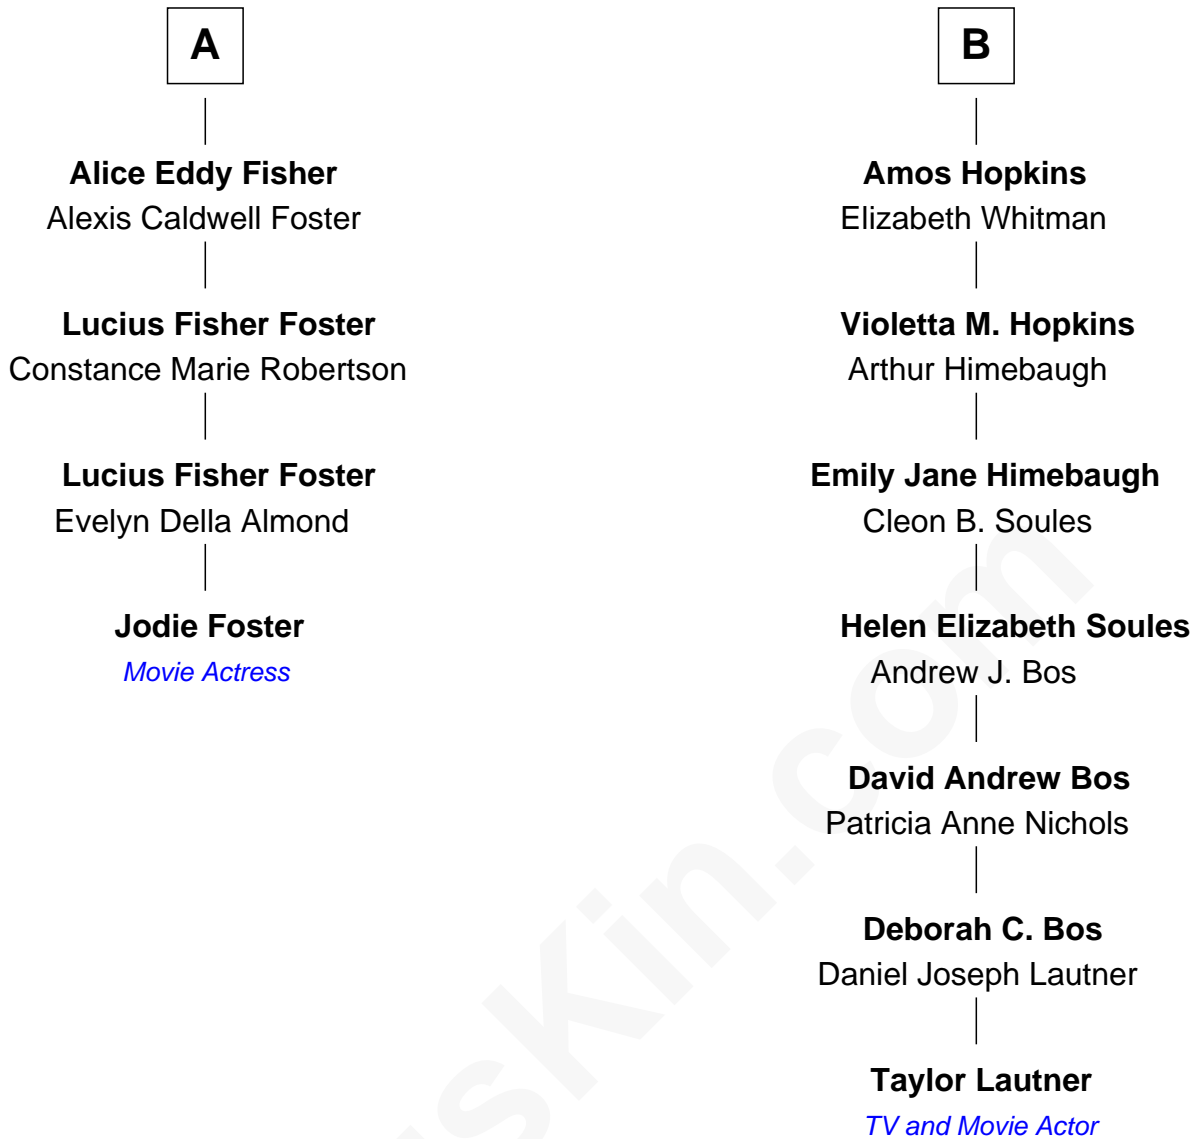 A
Alice Eddy Fisher
Alexis Caldwell Foster
Lucius Fisher Foster
Constance Marie Robertson
Lucius Fisher Foster
Evelyn Della Almond
Jodie Foster
Movie Actress
B
Amos Hopkins
Elizabeth Whitman
Violetta M. Hopkins
Arthur Himebaugh
Emily Jane Himebaugh
Cleon B. Soules
Helen Elizabeth Soules
Andrew J. Bos
David Andrew Bos
Patricia Anne Nichols
Deborah C. Bos
Daniel Joseph Lautner
Taylor Lautner
TV and Movie Actor
sKin.com